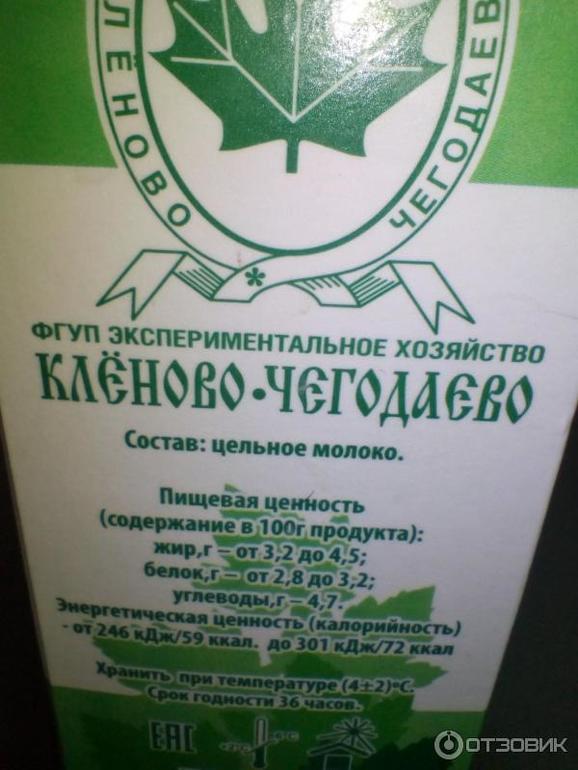 ЛЁНОВО
ЧЕГОДАЕВ
ФГУП ЭКСПЕРИМЕНТАЛЬНОЕ ХОЗЯЙСТВО
КЛЁНОВО-ЧЕГОДАЕВО
Состав: цельное молоко.
Пищевая ценность
(содержание в 100г продукта):
жир,г – от 3,2 до 4,5;
белок,г – от 2,8 до 3,2;
углеводы,г – 4,7.
Энергетическая ценность (калорийность)
- от 246 кДж/59 ккал. до 301 кДж/72 ккал
Хранить при температуре (4±2)°С.
Срок годности 36 часов.
ЕАС
ОТЗОВИК